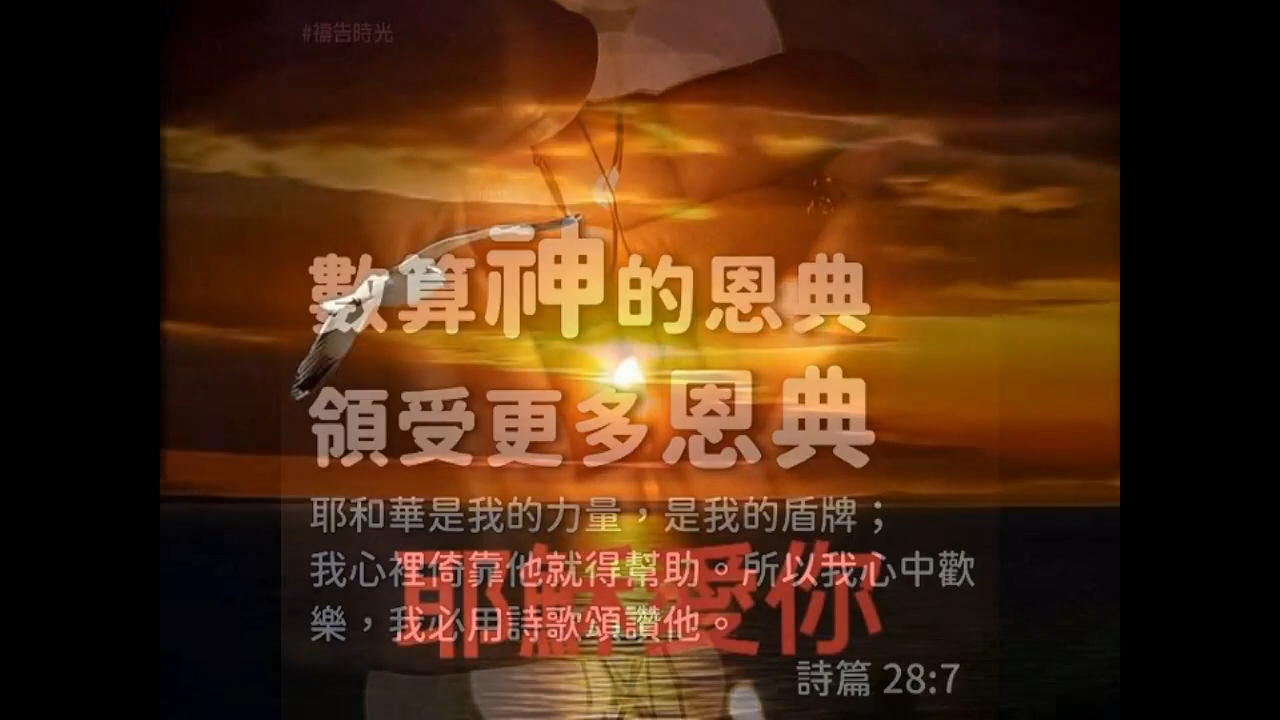 #禱告時光
數算神的恩典
領受更多恩典
耶和華是我的力量，是我的盾牌；
我心裡倚靠他就得幫助。所以我心中歡
樂，我必用詩歌頌讚他。
耶穌愛你
詩篇 28:7